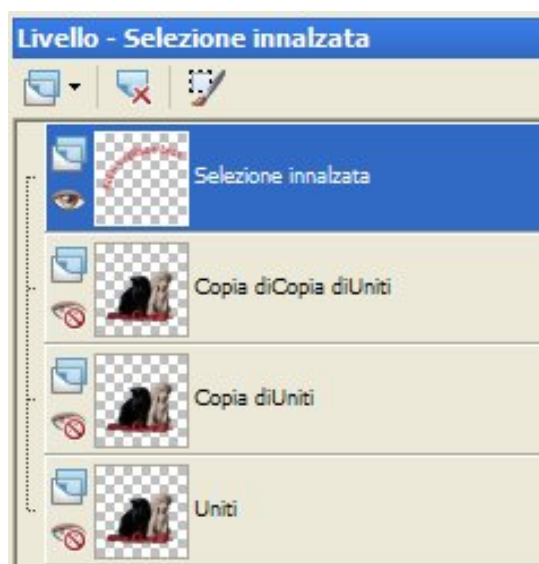 Livello - Selezione innalzata
Selezione innalzata
Copia diCopia diUniti
Copia diUniti
Uniti